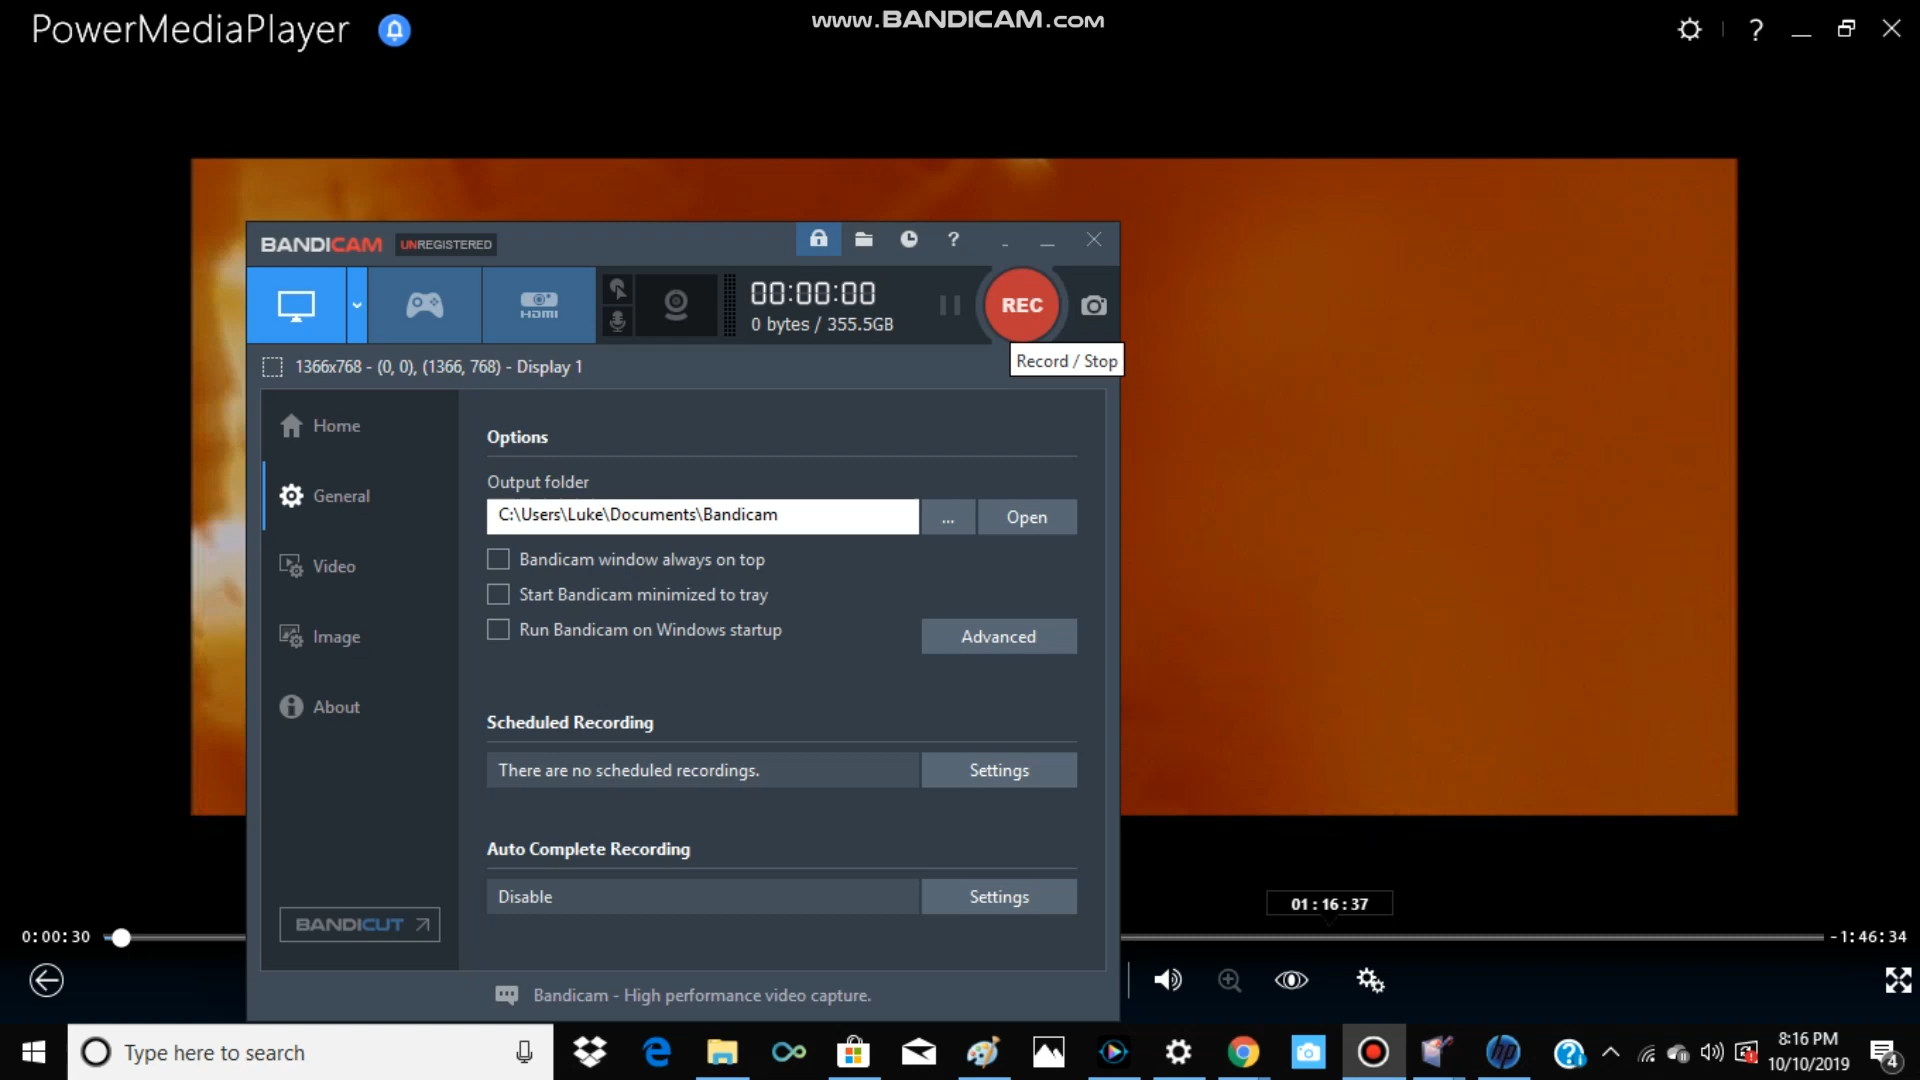 PowerMediaPlayer
www.BANDICAM.com
BANDICAM UNREGISTERED
HDMI
00:00:00
0 bytes / 355.5GB
REC
1366x768 - (0, 0), (1366, 768) - Display 1
Record / Stop
Home
General
Video
Image
About
Options
Output folder
C:\Users\Luke\Documents\Bandicam
...
Open
Bandicam window always on top
Start Bandicam minimized to tray
Run Bandicam on Windows startup
Advanced
Scheduled Recording
There are no scheduled recordings.
Settings
Auto Complete Recording
Disable
Settings
BANDICUT
Bandicam - High performance video capture.
01:16:37
0:00:30
-1:46:34
Type here to search
hp
8:16 PM
10/10/2019
4